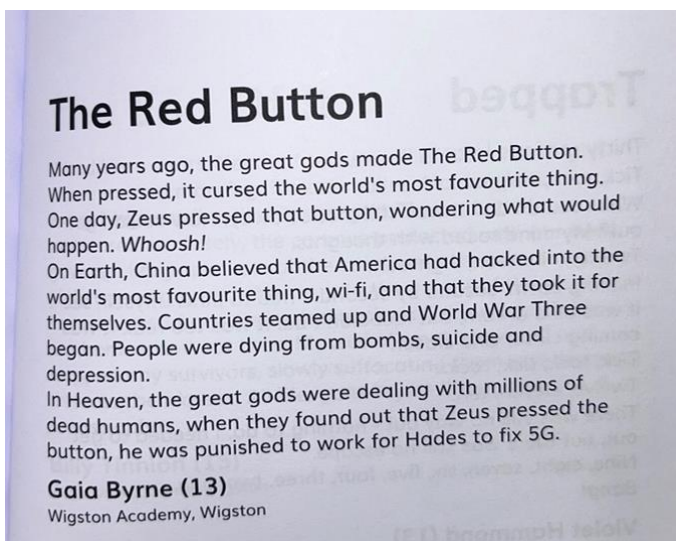 The Red Button
Many years ago, the great gods made The Red Button.
When pressed, it cursed the world's most favourite thing.
One day, Zeus pressed that button, wondering what would
happen. Whoosh!
On Earth, China believed that America had hacked into the
world's most favourite thing, wi-fi, and that they took it for
themselves. Countries teamed up and World War Three
began. People were dying from bombs, suicide and
depression.
In Heaven, the great gods were dealing with millions of
dead humans, when they found out that Zeus pressed the
button, he was punished to work for Hades to fix 5G.
Gaia Byrne (13)
Wigston Academy, Wigston